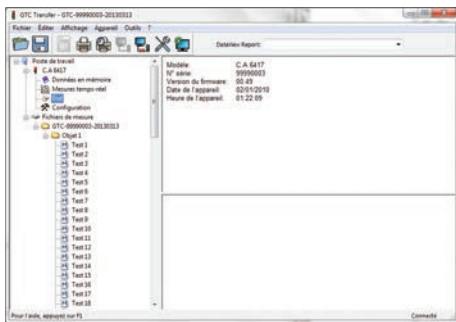 GTC Transfer - GTC-99990003-20130313
Fichier Éditer Affichage Appareil Outils ?
DataView Report:
Poste de travail
C.A 6417
Données en mémoire
Mesures temps-réel
Configuration
Fichiers de mesure
GTC-99990003-20130313
Objet 1
Test 1
Test 2
Test 3
Test 4
Test 5
Test 6
Test 7
Test 8
Test 9
Test 10
Test 11
Test 12
Test 13
Test 14
Test 15
Test 16
Test 17
Test 18
Modèle: C.A 6417
N° série: 99990003
Version du firmware: 00.49
Date de l'appareil: 02/01/2010
Heure de l'appareil: 01:22:09
Pour l'aide, appuyez sur F1 Connecté